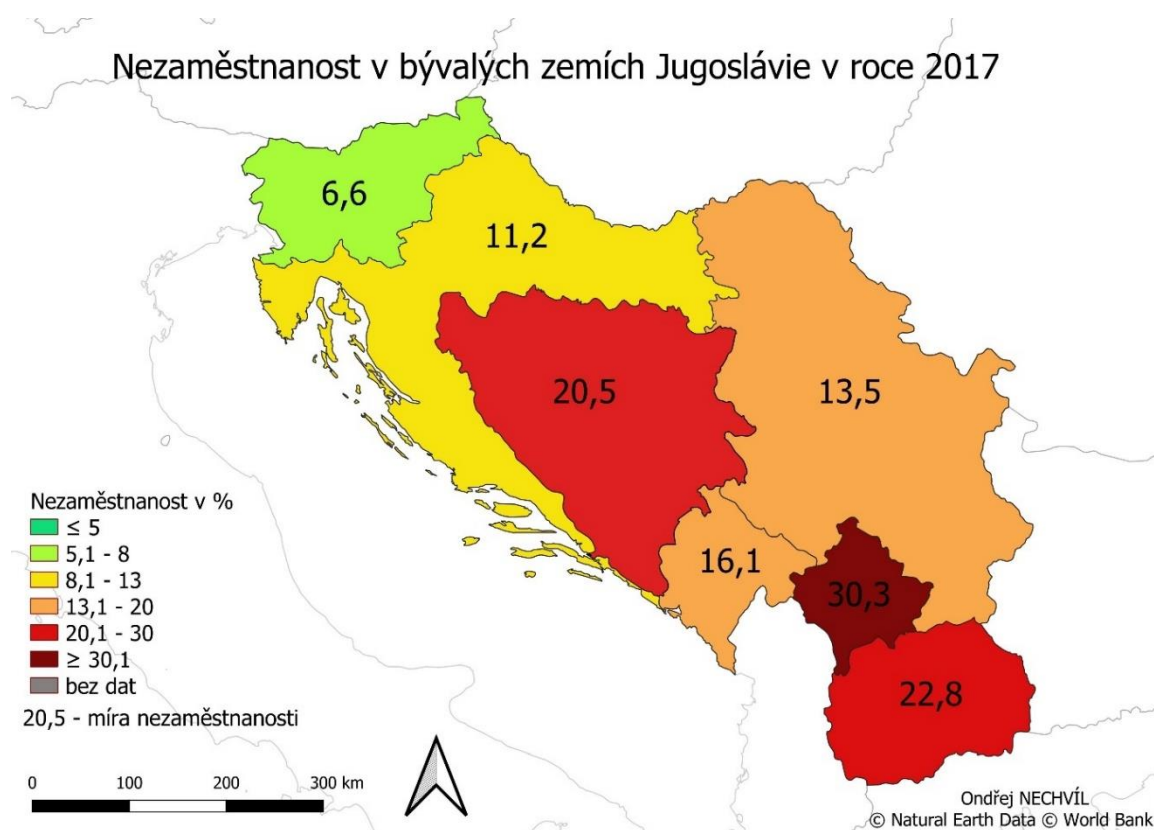 Nezaměstnanost v bývalých zemích Jugoslávie v roce 2017
6,6
11,2
20,5
13,5
16,1
30,3
22,8
Nezaměstnanost v %
≤ 5
5,1 - 8
8,1 - 13
13,1 - 20
20,1 - 30
≥ 30,1
bez dat
20,5 - míra nezaměstnanosti
0 100 200 300 km
Ondřej NECHVÍL
© Natural Earth Data © World Bank